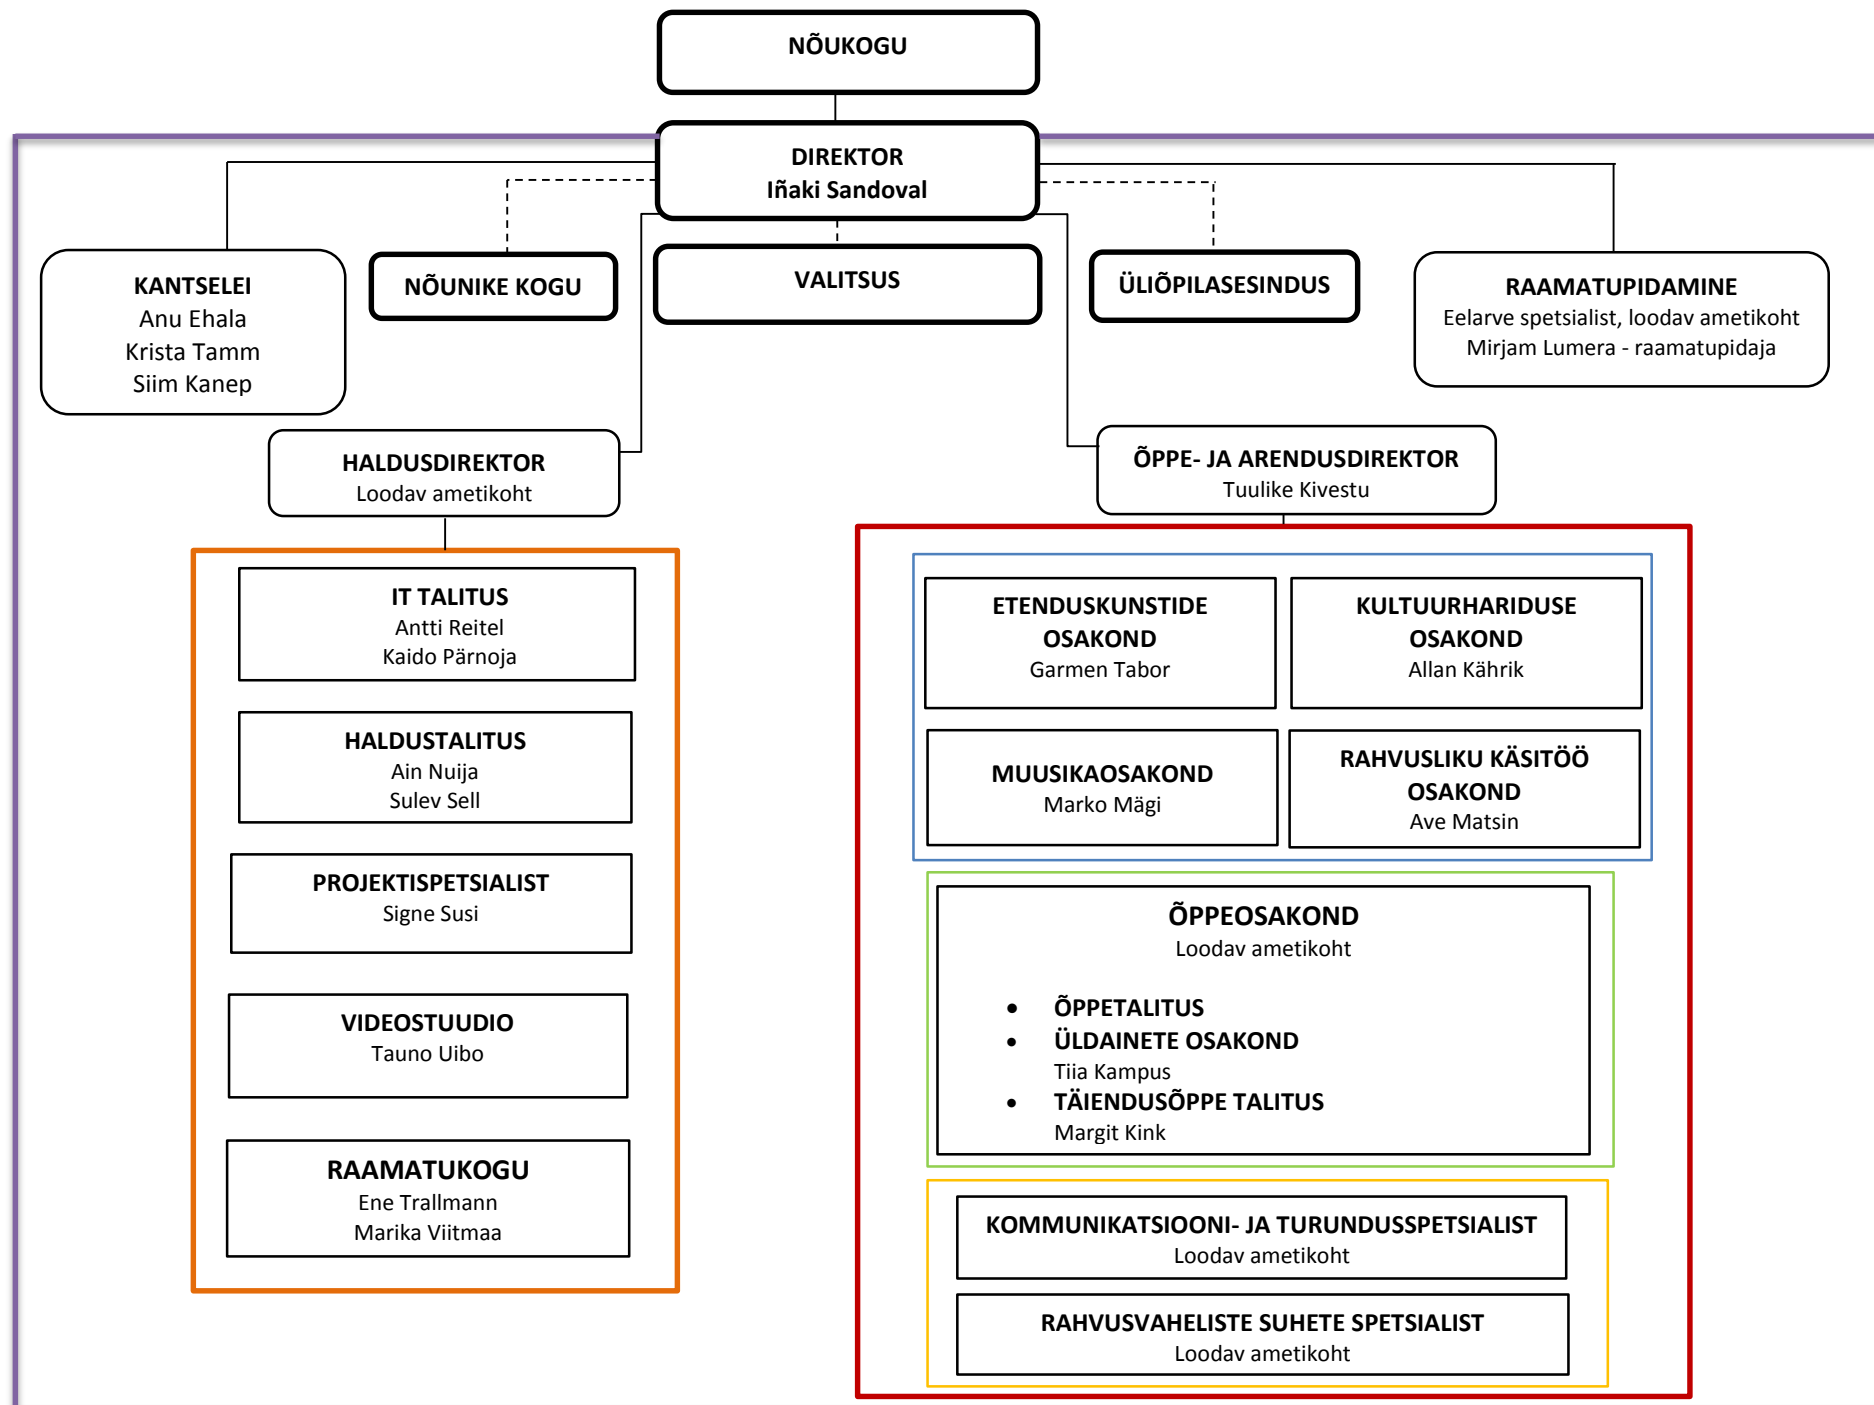 NÕUKOGU
DIREKTOR
Iñaki Sandoval
KANTSELEI
Anu Ehala
Krista Tamm
Siim Kanep
NÕUNIKE KOGU
VALITSUS
ÜLIÕPILASESINDUS
RAAMATUPIDAMINE
Eelarve spetsialist, loodav ametikoht
Mirjam Lumera - raamatupidaja
HALDUSDIREKTOR
Loodav ametikoht
ÕPPE- JA ARENDUSDIREKTOR
Tuulike Kivestu
IT TALITUS
Antti Reitel
Kaido Pärnoja
HALDUSTALITUS
Ain Nuija
Sulev Sell
PROJEKTISPETSIALIST
Signe Susi
VIDEOSTUUDIO
Tauno Uibo
RAAMATUKOGU
Ene Trallmann
Marika Viitmaa
ETENDUSKUNSTIDE
OSAKOND
Garmen Tabor
KULTUURHARIDUSE
OSAKOND
Allan Kährik
MUUSIKAOSAKOND
Marko Mägi
RAHVUSLIKU KÄSITÖÖ
OSAKOND
Ave Matsin
ÕPPEOSAKOND
Loodav ametikoht
• ÕPPETALITUS
• ÜLDAINETE OSAKOND
Tiia Kampus
• TÄIENDUSÕPPE TALITUS
Margit Kink
KOMMUNIKATSIOONI- JA TURUNDUSSPETSIALIST
Loodav ametikoht
RAHVUSVAHELISTE SUHETE SPETSIALIST
Loodav ametikoht